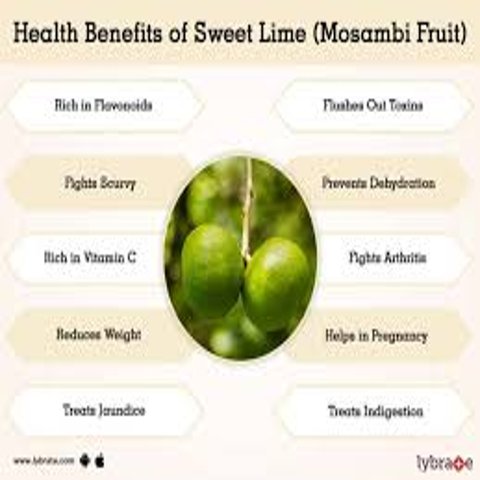 Health Benefits of Sweet Lime (Mosambi Fruit)
Rich in Flavonoids
Flushes Out Toxins
Fights Scurvy
Prevents Dehydration
Rich in Vitamin C
Fights Arthritis
Reduces Weight
Helps in Pregnancy
Treats Jaundice
Treats Indigestion
www.lybrate.com
lybrate